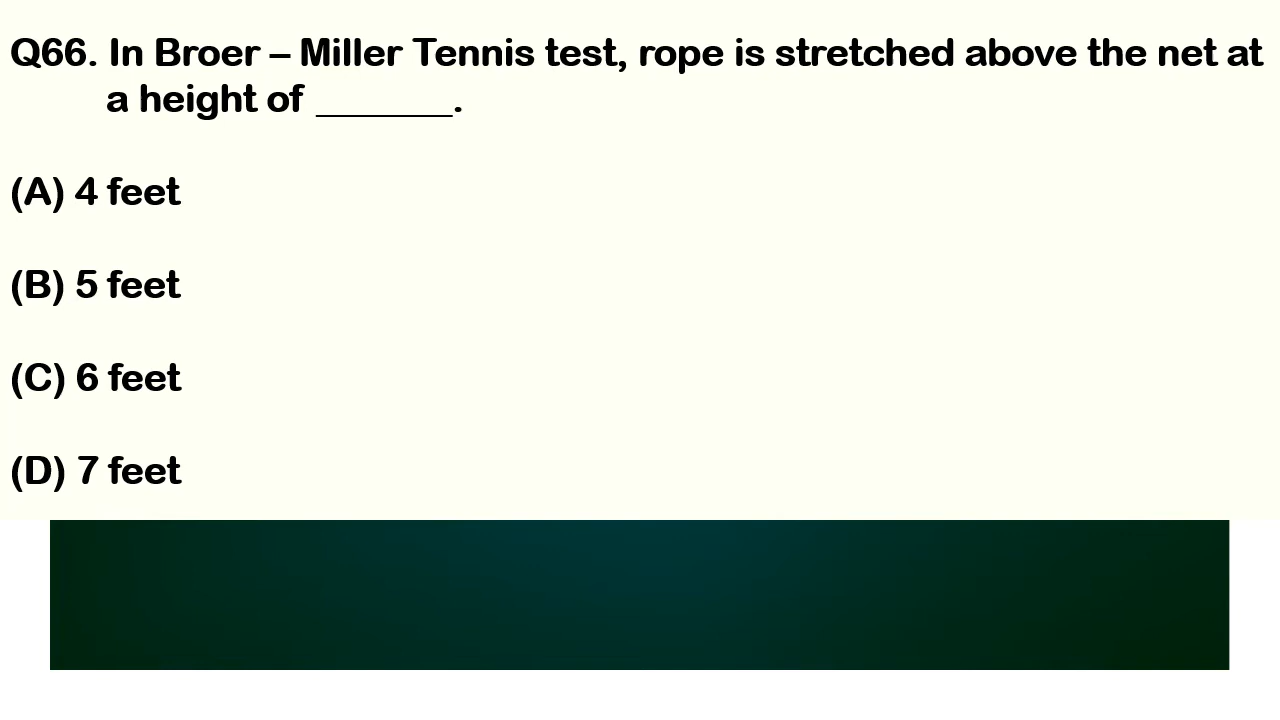 Q66. In Broer – Miller Tennis test, rope is stretched above the net at
a height of _______.
(A) 4 feet
(B) 5 feet
(C) 6 feet
(D) 7 feet